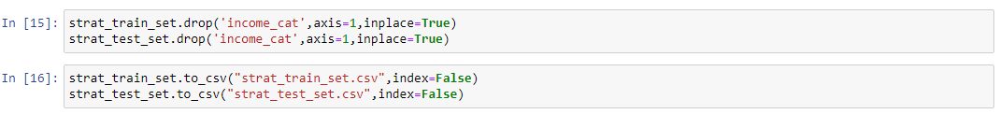 In [15]: strat_train_set.drop('income_cat',axis=1,inplace=True)
strat_test_set.drop('income_cat',axis=1,inplace=True)
In [16]: strat_train_set.to_csv("strat_train_set.csv",index=False)
strat_test_set.to_csv("strat_test_set.csv",index=False)